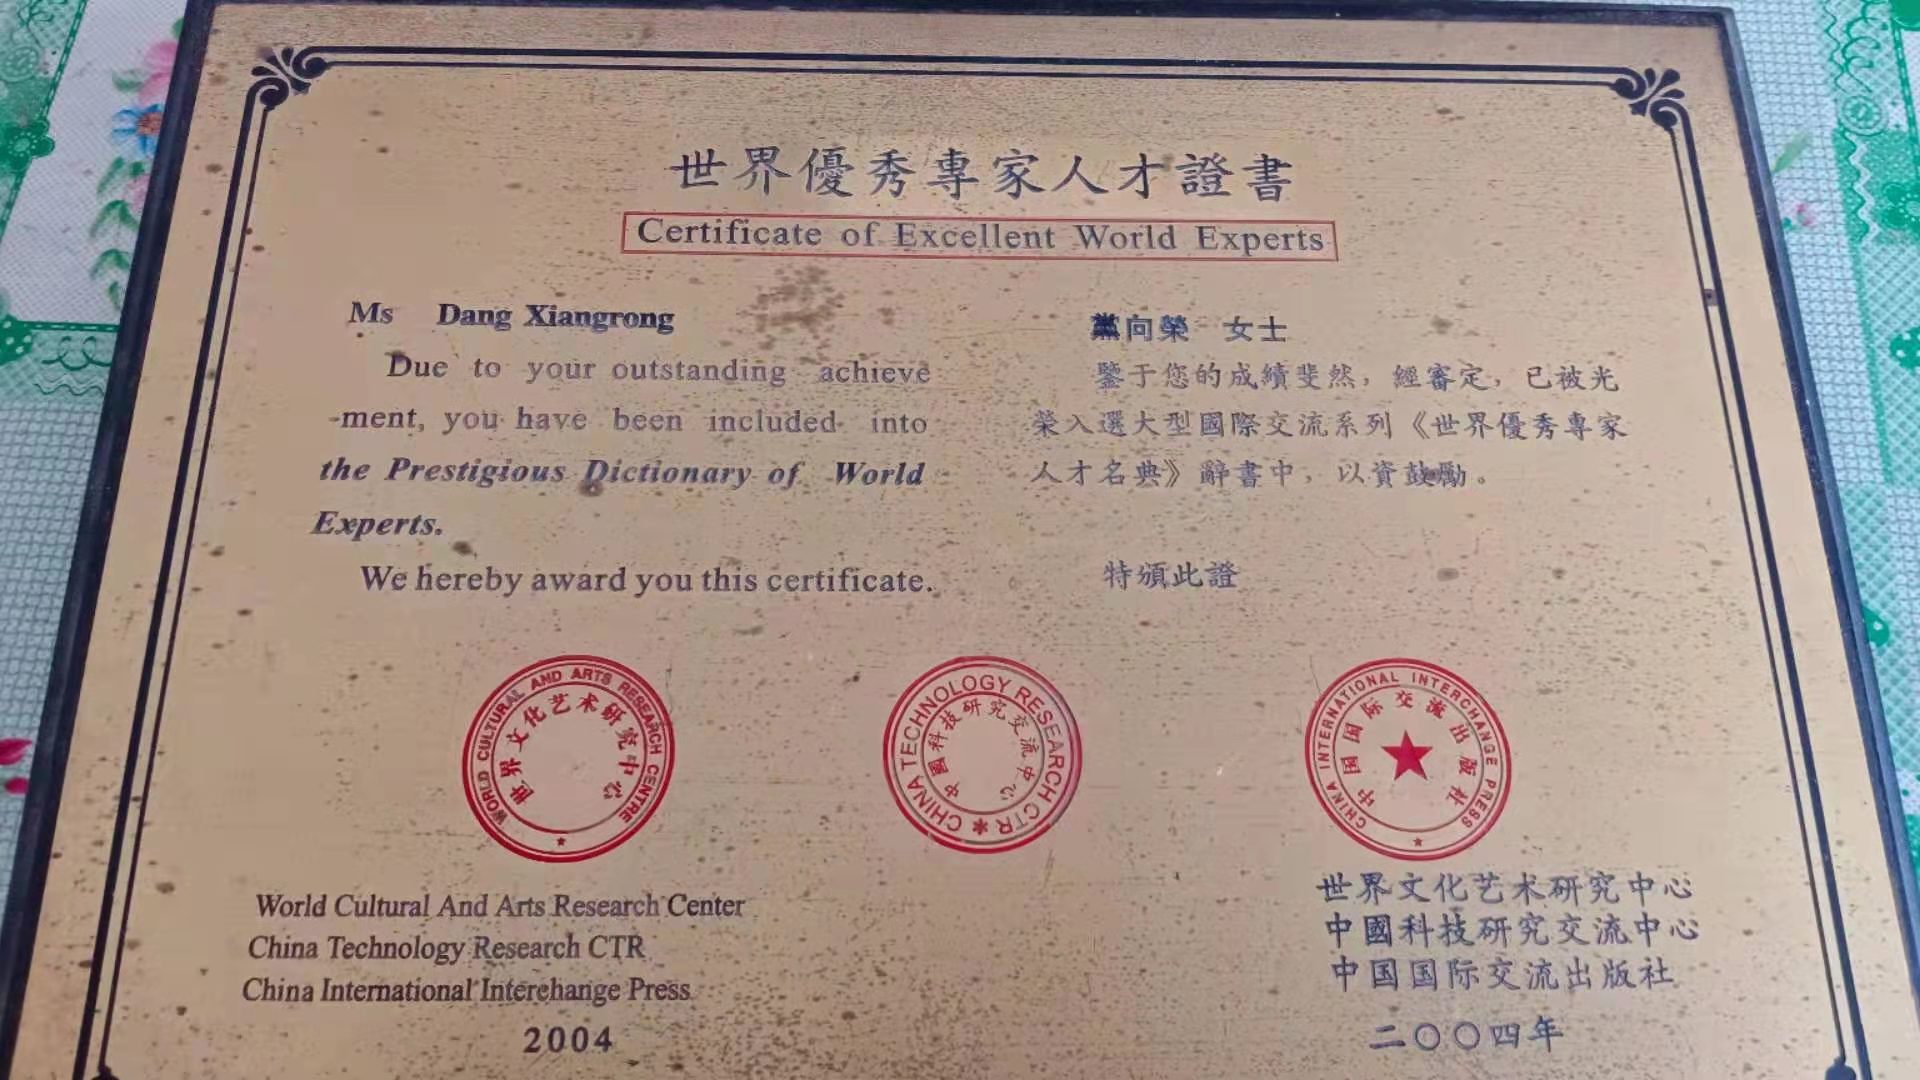 世界優秀專家人才證書
Certificate of Excellent World Experts
Ms Dang Xiangrong
Due to your outstanding achieve
-ment, you have been included into
the Prestigious Dictionary of World
Experts.
We hereby award you this certificate.
黨向榮 女士
鑒于您的成績斐然，經審定，已被光
榮入選大型國際交流系列《世界優秀專家
人才名典》辭書中，以資鼓勵。
特頒此證
WORLD CULTURAL AND ARTS RESEARCH CENTRE
世界文化艺术研究中心
CHINA TECHNOLOGY RESEARCH CTR
中國科技研究交流中心
CHINA INTERNATIONAL INTERCHANGE PRESS
中国国际交流出版社
World Cultural And Arts Research Center
China Technology Research CTR
China International Interchange Press
2004
世界文化艺术研究中心
中國科技研究交流中心
中国国际交流出版社
二〇〇四年